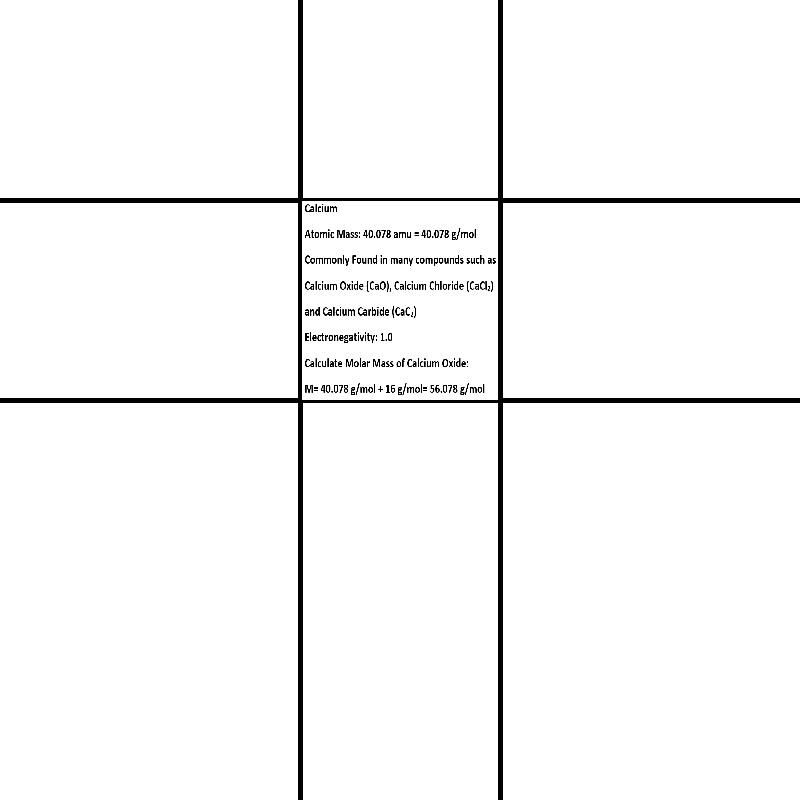 Calcium
Atomic Mass: 40.078 amu = 40.078 g/mol
Commonly Found in many compounds such as
Calcium Oxide (CaO), Calcium Chloride (CaCl₂)
and Calcium Carbide (CaC₂)
Electronegativity: 1.0
Calculate Molar Mass of Calcium Oxide:
M= 40.078 g/mol + 16 g/mol= 56.078 g/mol